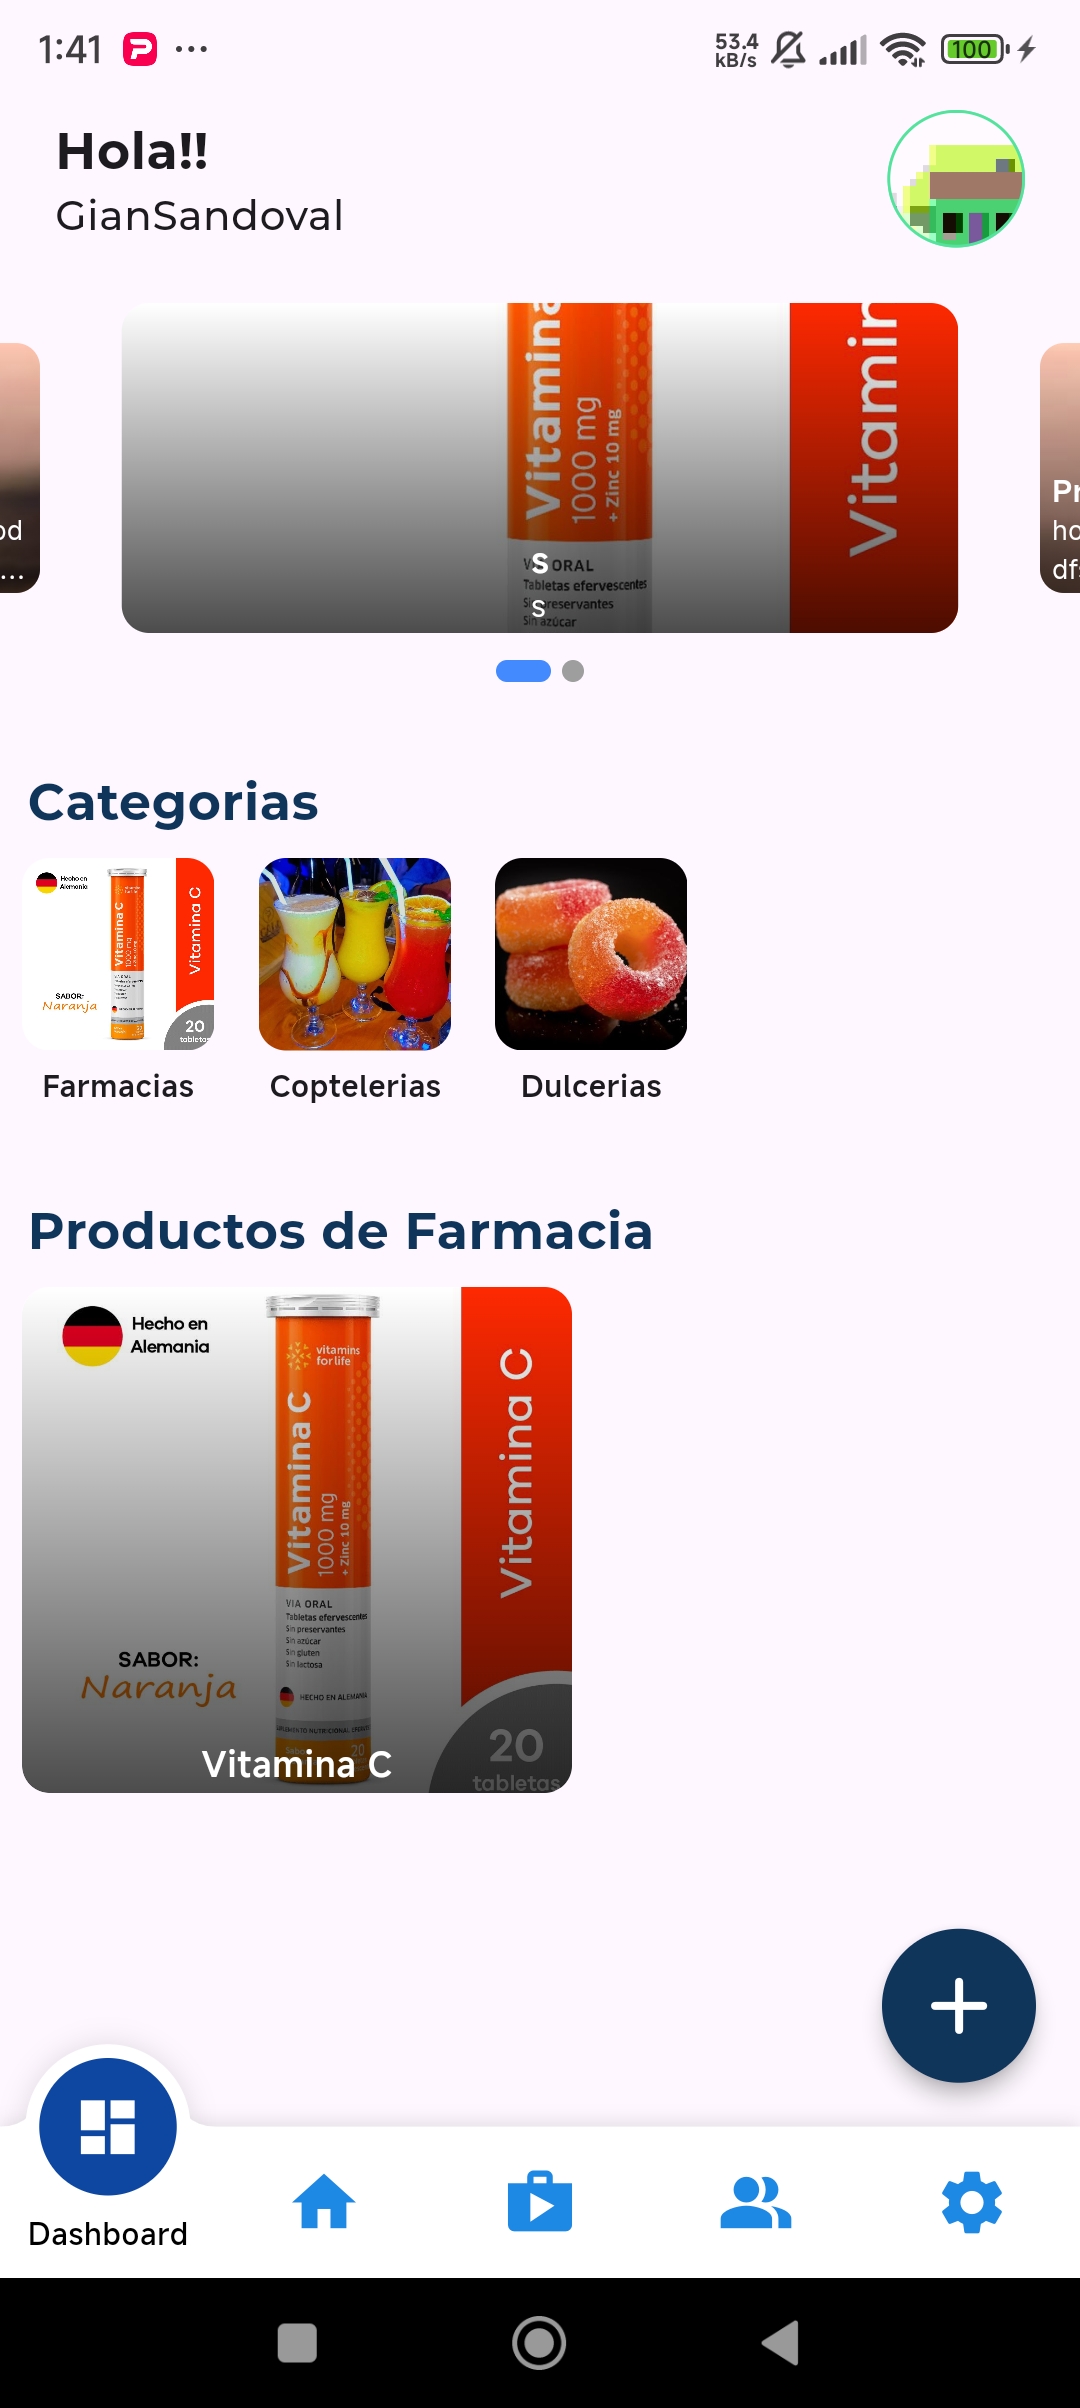 1:41
53.4
kB/s
100
Hola!!
GianSandoval
Vitamina
1000 mg
+ Zinc 10 mg
Vitamin
VIA ORAL
Tabletas efervescentes
Sin preservantes
Sin azúcar
s
s
od
...
Pr
ho
dfs
Categorias
Hecho en
Alemania
Vitamina C
1000 mg
Vitamina C
SABOR:
Naranja
20
tabletas
Farmacias
Coptelerias
Dulcerias
Productos de Farmacia
Hecho en
Alemania
vitamins
for life
Vitamina C
1000 mg
+ Zinc 10 mg
Vitamina C
VIA ORAL
Tabletas efervescentes
Sin preservantes
Sin azúcar
Sin gluten
Sin lactosa
SABOR:
Naranja
HECHO EN ALEMANIA
20
20
tabletas
Vitamina C
Dashboard